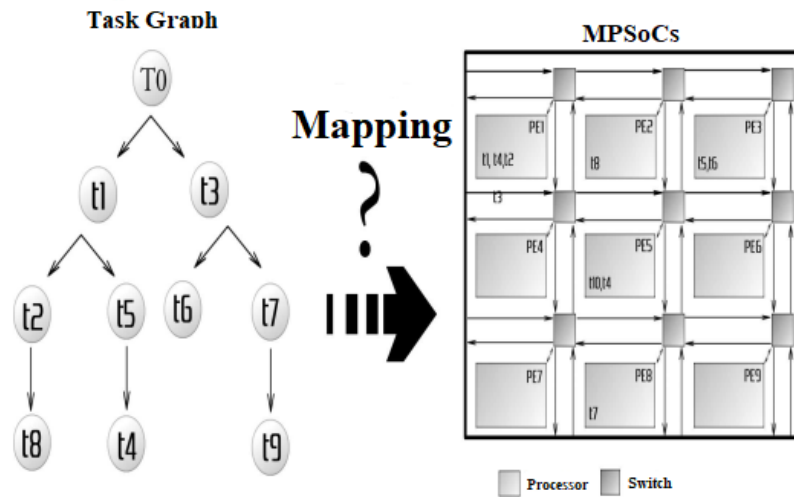 Task Graph
MPSoCs
T0
Mapping
?
PE1
PE2
PE3
t1, t4,t2
t8
t5,t6
t1
t3
t3
PE4
PE5
PE6
t10,t4
t2
t5
t6
t7
PE7
PE8
PE9
t7
t8
t4
t9
Processor
Switch